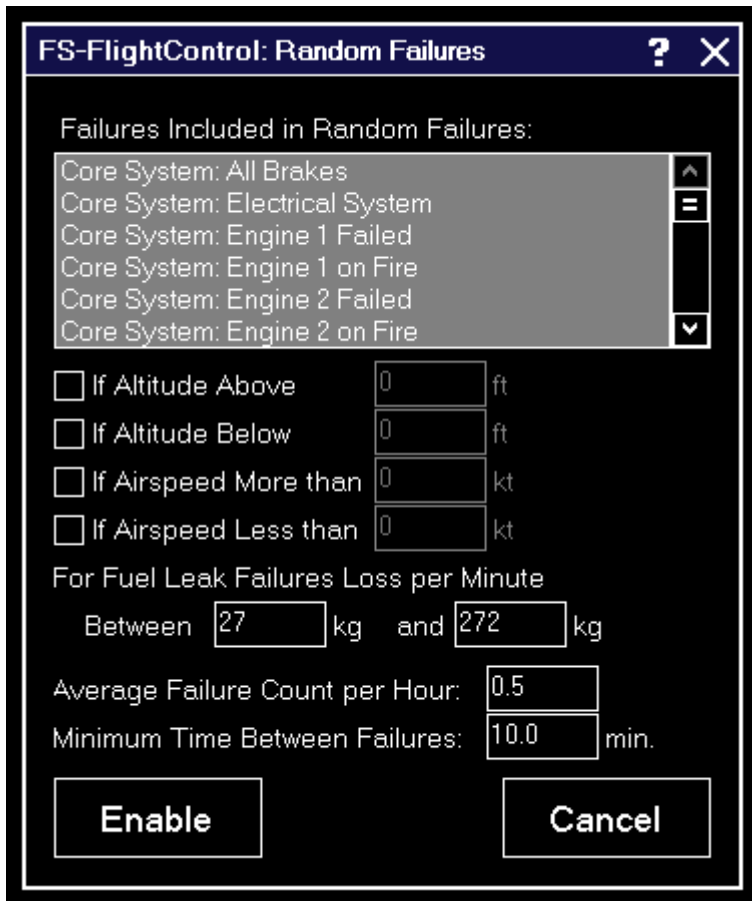 FS-FlightControl: Random Failures ? X
Failures Included in Random Failures:
Core System: All Brakes
Core System: Electrical System
Core System: Engine 1 Failed
Core System: Engine 1 on Fire
Core System: Engine 2 Failed
Core System: Engine 2 on Fire
If Altitude Above 0 ft
If Altitude Below 0 ft
If Airspeed More than 0 kt
If Airspeed Less than 0 kt
For Fuel Leak Failures Loss per Minute
Between 27 kg and 272 kg
Average Failure Count per Hour: 0.5
Minimum Time Between Failures: 10.0 min.
Enable Cancel